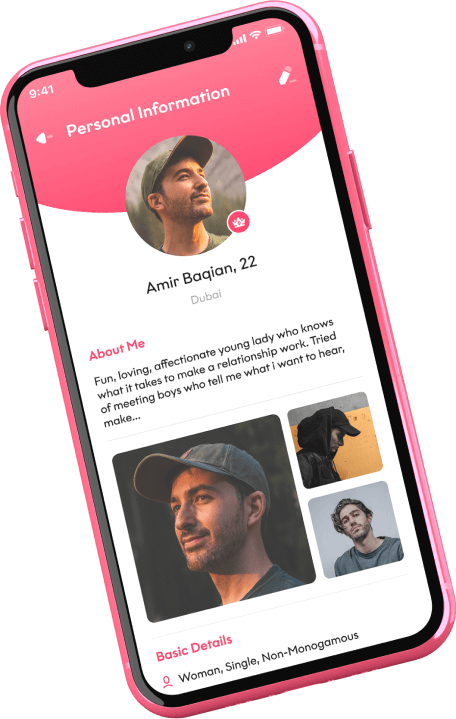 9:41
Personal Information
Amir Baqian, 22
Dubai
About Me
Fun, loving, affectionate young lady who knows
what it takes to make a relationship work. Tried
of meeting boys who tell me what i want to hear,
make...
Basic Details
Woman, Single, Non-Monogamous